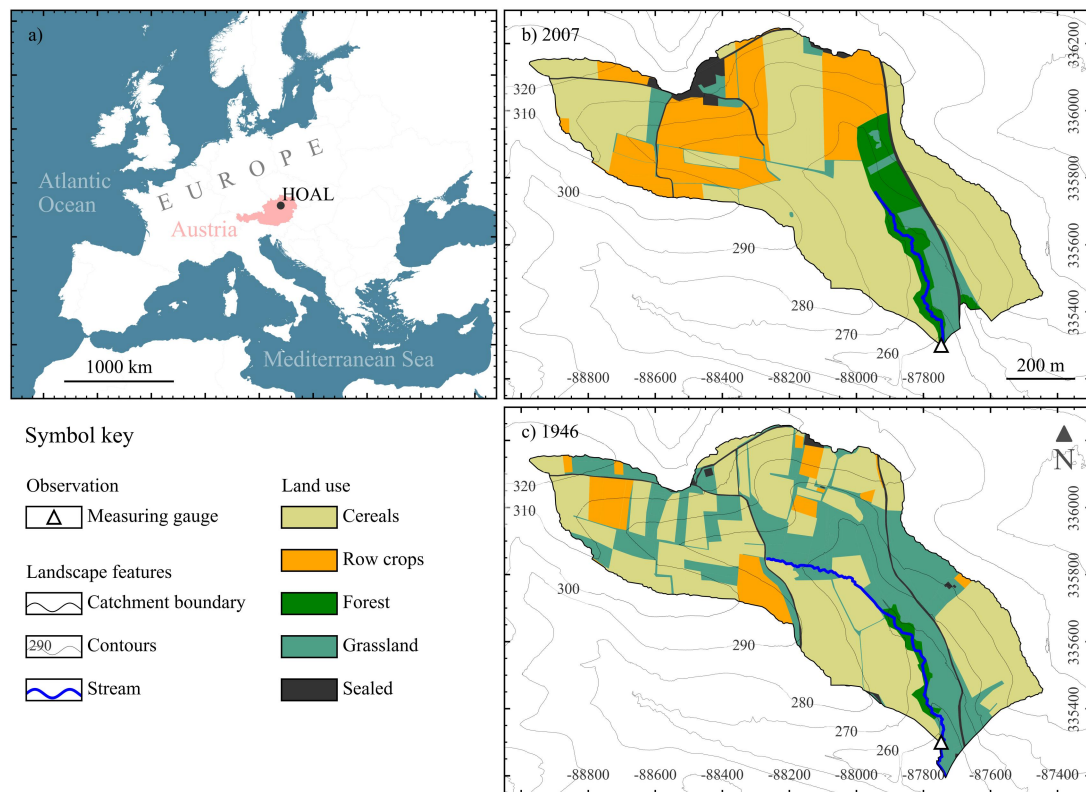 a)
EUROPE
Atlantic
Ocean
HOAL
Austria
Mediterranean Sea
1000 km
b) 2007
320
310
300
290
280
270
260
200 m
336200
336000
335800
335600
335400
-88800
-88600
-88400
-88200
-88000
-87800
Symbol key
Observation
Measuring gauge
Landscape features
Catchment boundary
290
Contours
Stream
Land use
Cereals
Row crops
Forest
Grassland
Sealed
c) 1946
N
320
310
300
290
280
270
260
336000
335800
335600
335400
-88800
-88600
-88400
-88200
-88000
-87800
-87600
-87400